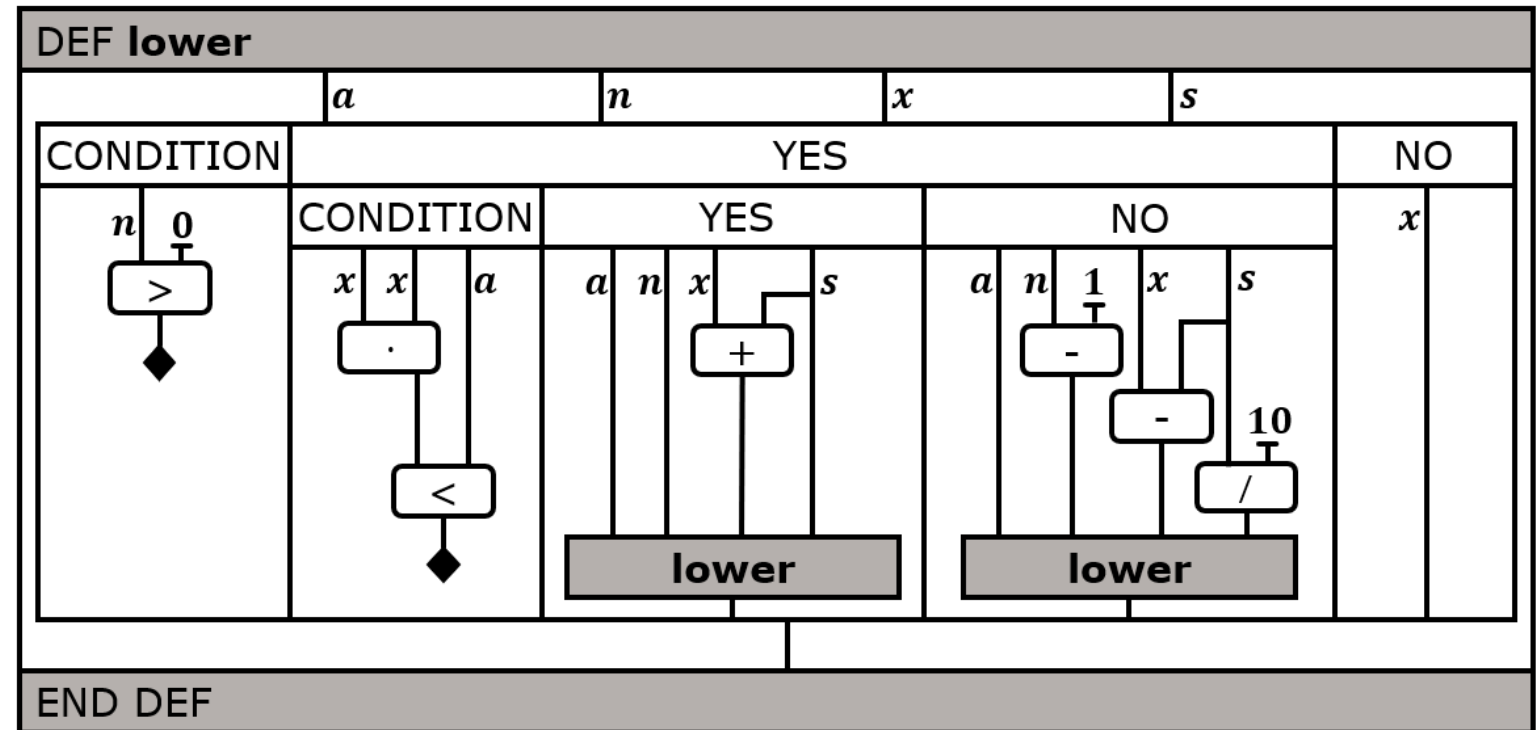 DEF lower
a n x s
CONDITION YES NO
n 0 CONDITION YES NO x
>
x x a a n x s a n 1 x s
· + -
- 10
< /
lower lower
END DEF